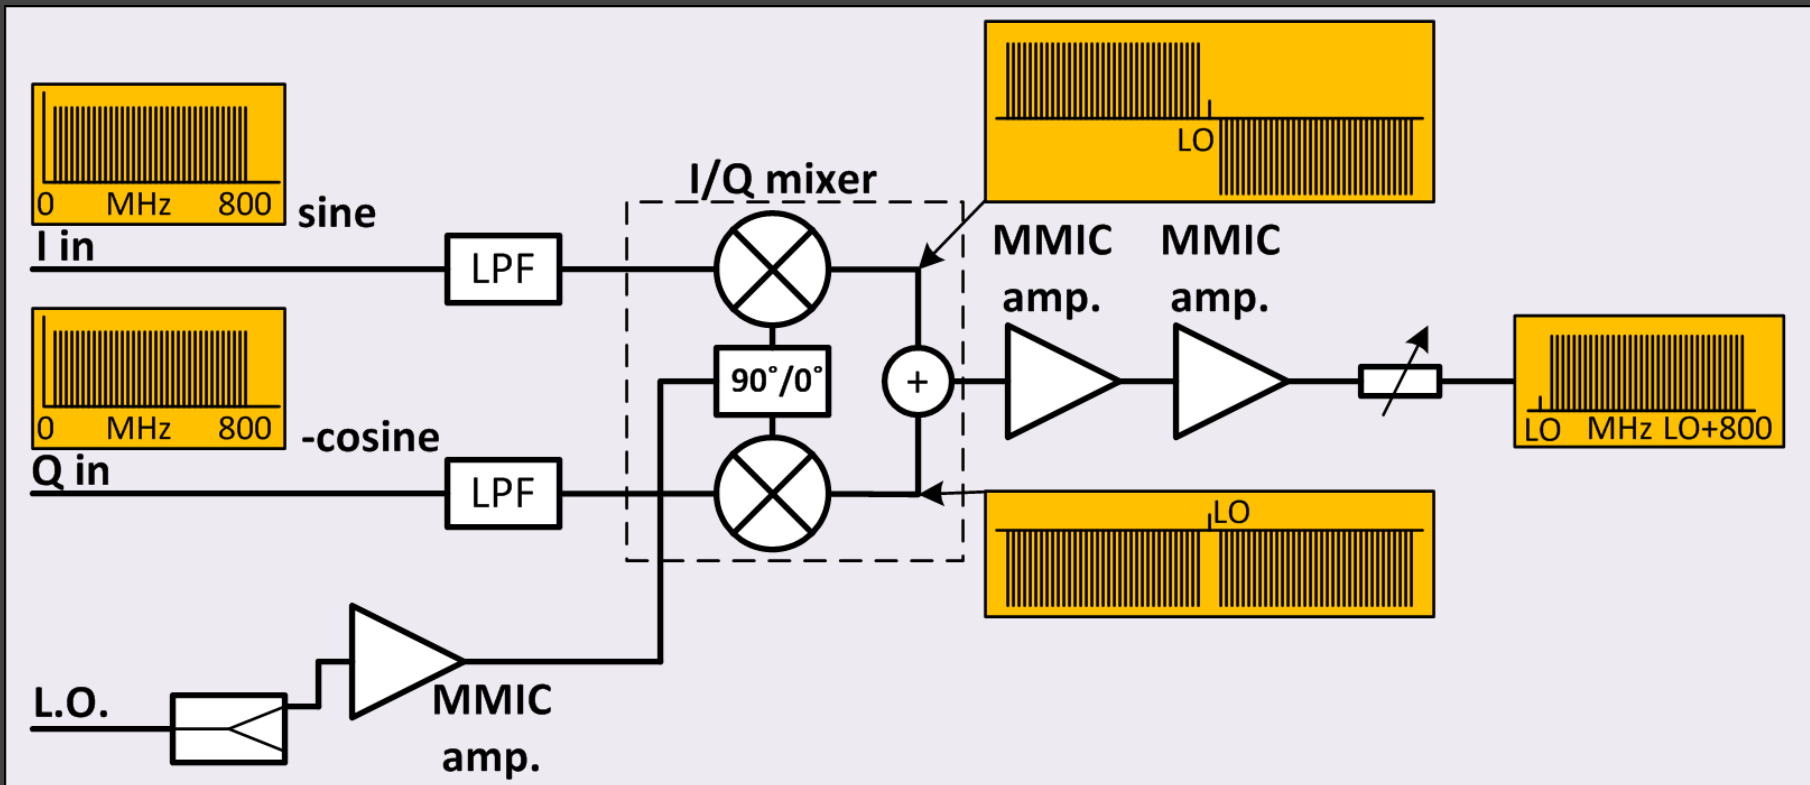 0 MHz 800
sine
I in
LPF
I/Q mixer
LO
MMIC amp.
MMIC amp.
0 MHz 800
-cosine
Q in
LPF
90°/0°
+
LO MHz LO+800
LO
L.O.
MMIC
amp.